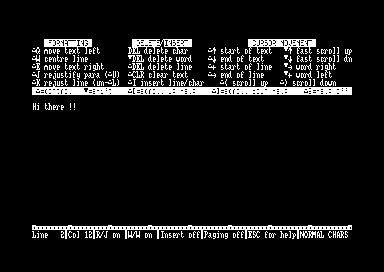 FORMATTING DELETE/INSERT CURSOR MOVEMENT
△Q move text left DEL delete char △↑ start of text ▼↑ fast scroll up
△W centre line ▼DEL delete word △↓ end of text ▼↓ fast scroll dn
△E move text right △DEL delete line △← start of line ▼→ word right
△J rejustify para (△U) △CLR clear text △→ end of line ▼← word left
△K rejust line (un-△L) △I insert line/char △( scroll up △) scroll down
Hi there !!
Line 2|Col 12|R/J on |W/W on |Insert off|Paging off|ESC for help|NORMAL CHARS